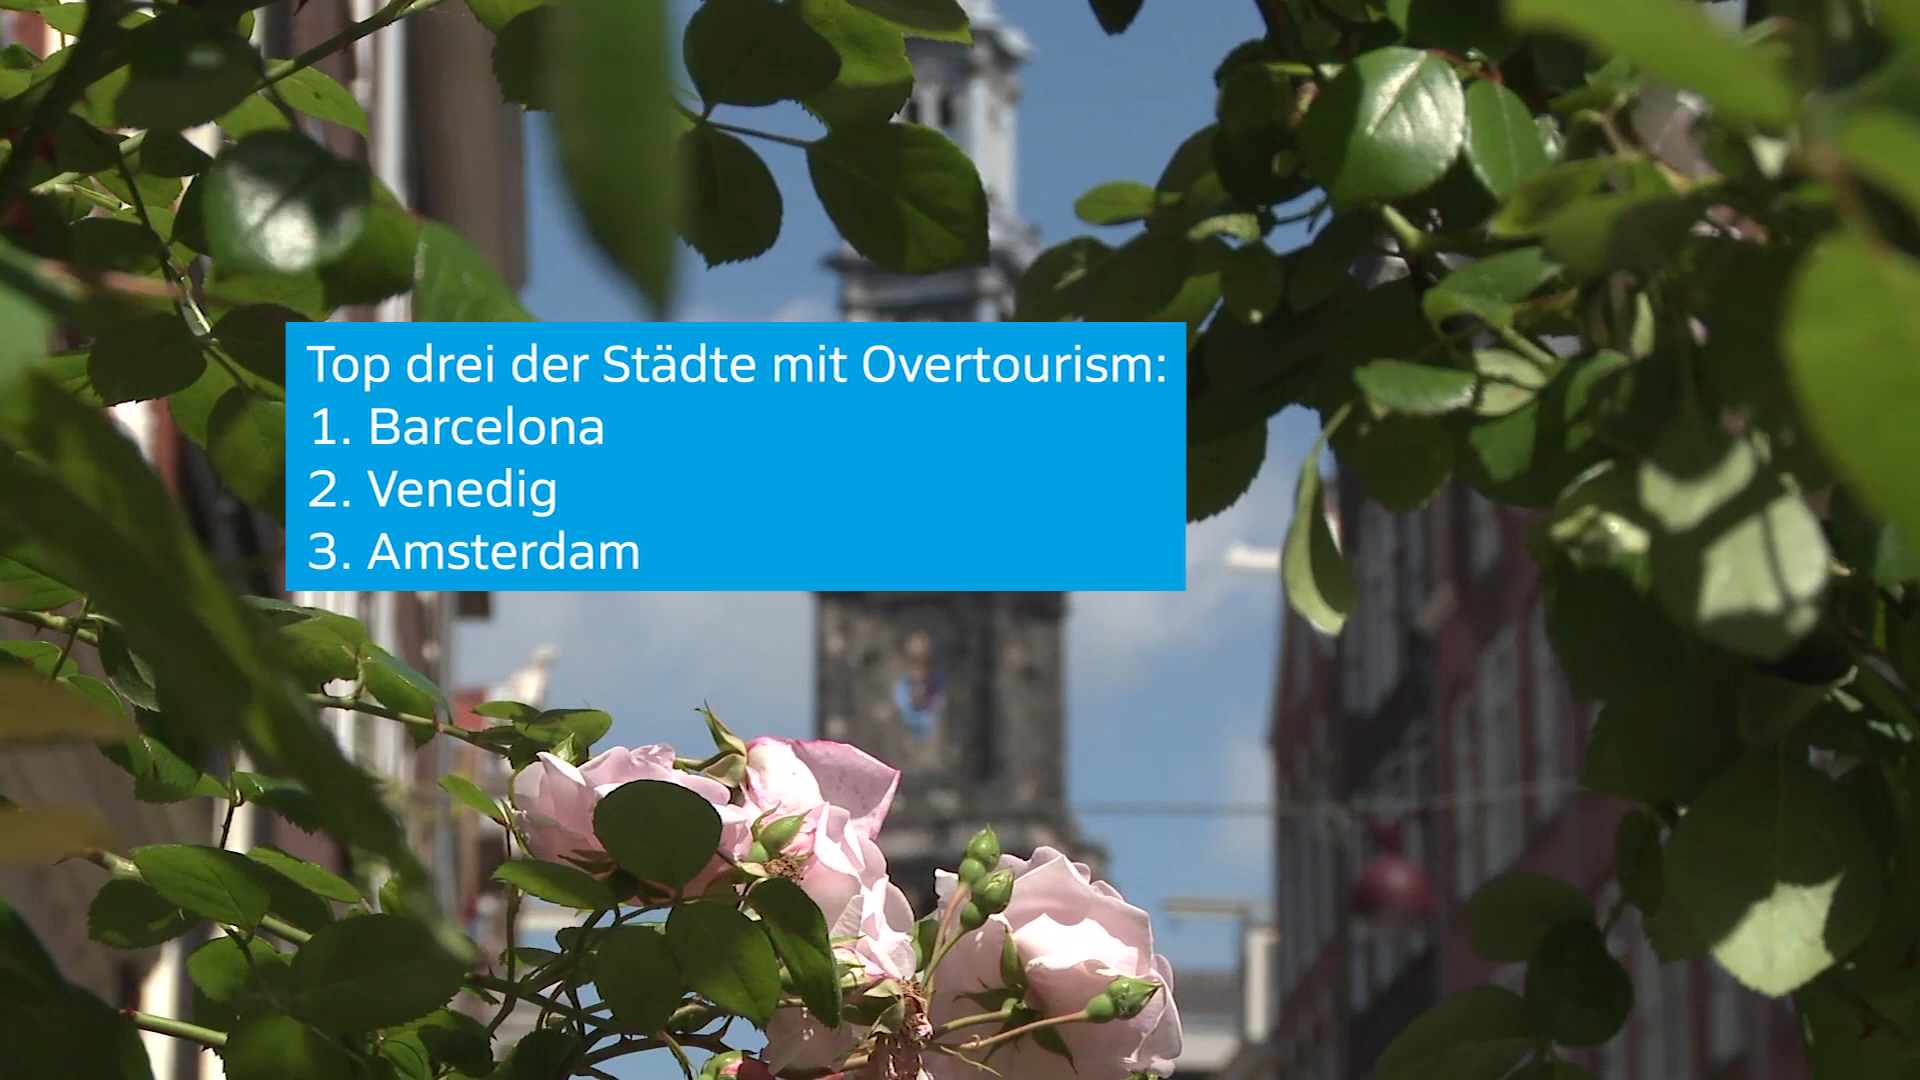 Top drei der Städte mit Overtourism:
1. Barcelona
2. Venedig
3. Amsterdam